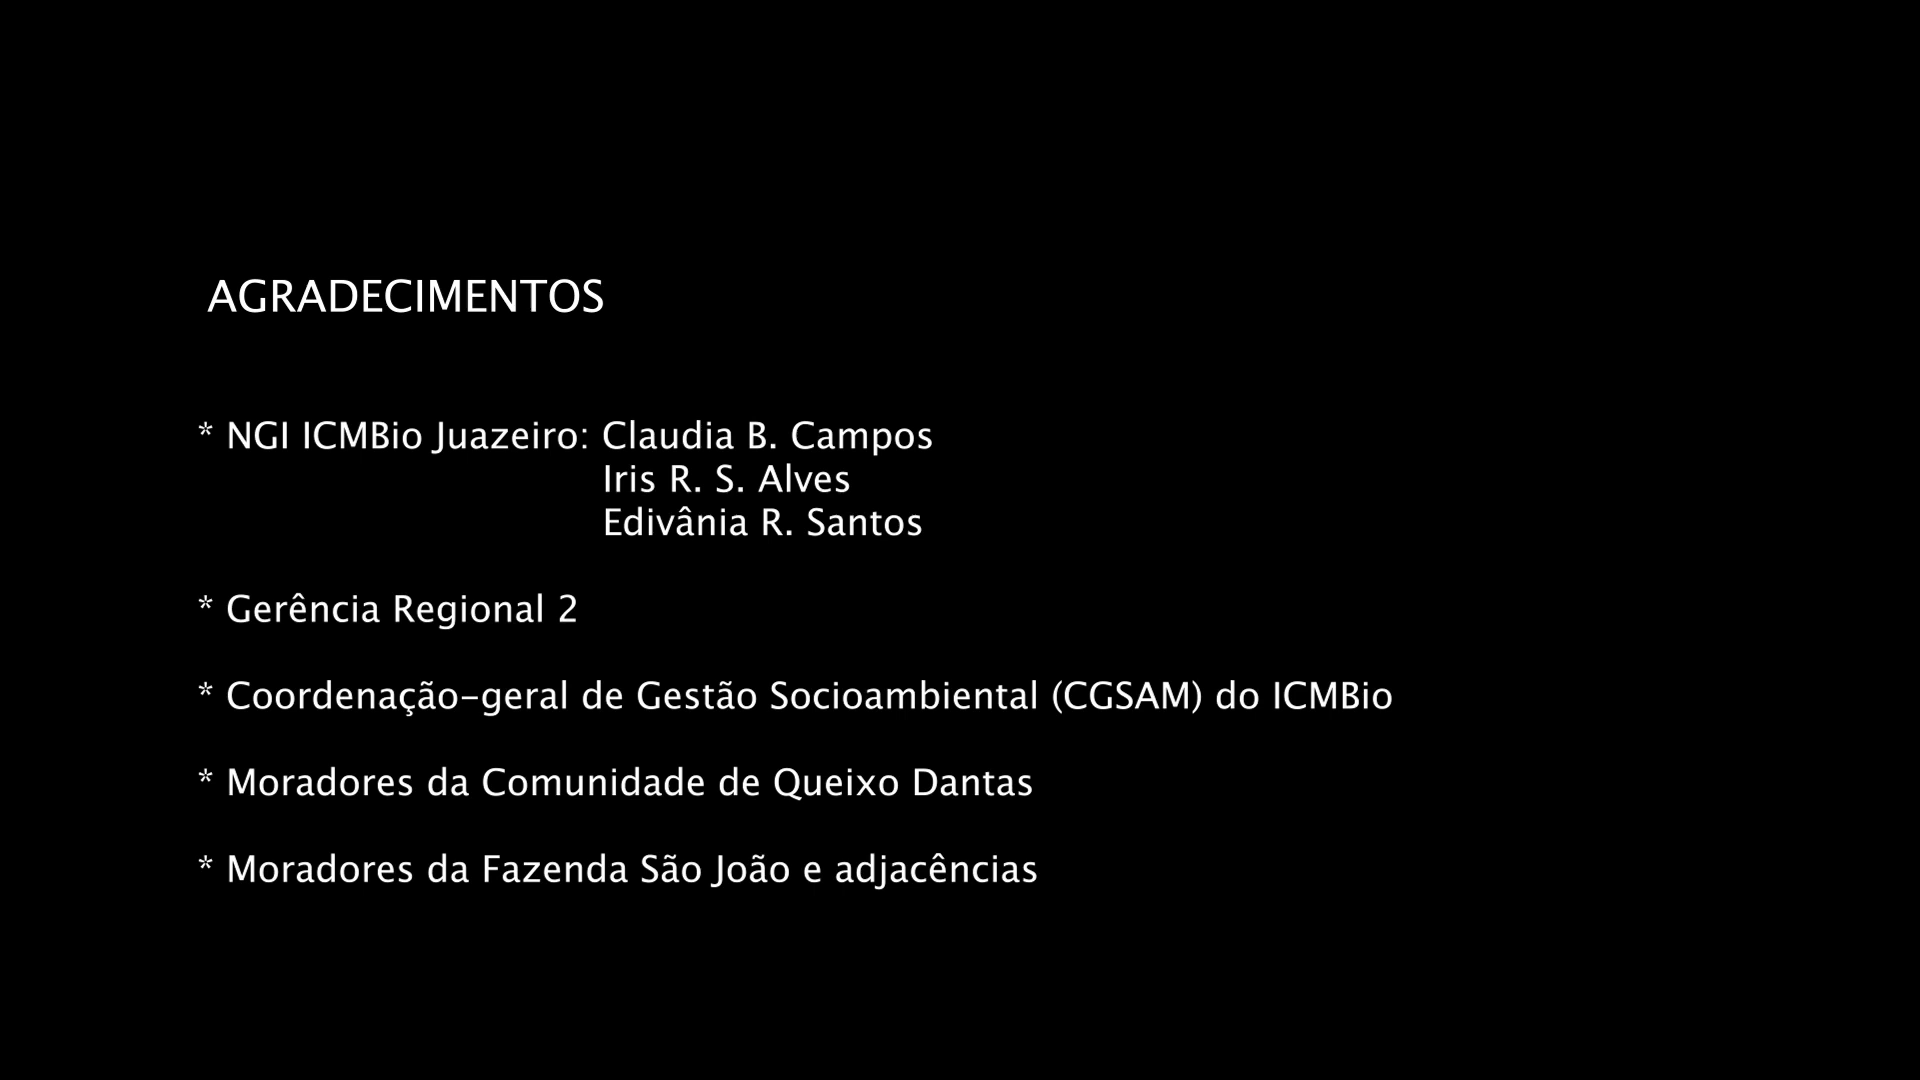 AGRADECIMENTOS
* NGI ICMBio Juazeiro: Claudia B. Campos
Iris R. S. Alves
Edivânia R. Santos
* Gerência Regional 2
* Coordenação-geral de Gestão Socioambiental (CGSAM) do ICMBio
* Moradores da Comunidade de Queixo Dantas
* Moradores da Fazenda São João e adjacências